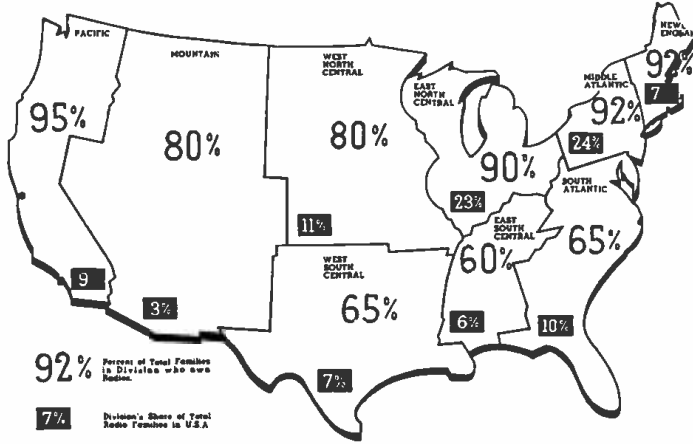 PACIFIC
95%
9
MOUNTAIN
80%
3%
WEST
NORTH
CENTRAL
80%
11%
WEST
SOUTH
CENTRAL
65%
7%
EAST
NORTH
CENTRAL
90%
23%
EAST
SOUTH
CENTRAL
60%
6%
SOUTH
ATLANTIC
65%
10%
MIDDLE
ATLANTIC
92%
24%
NEW
ENGLAND
92%
7
92%
Percent of Total Families
in Division who own
Radios.
7%
Division's Share of Total
Radio Families in U.S.A